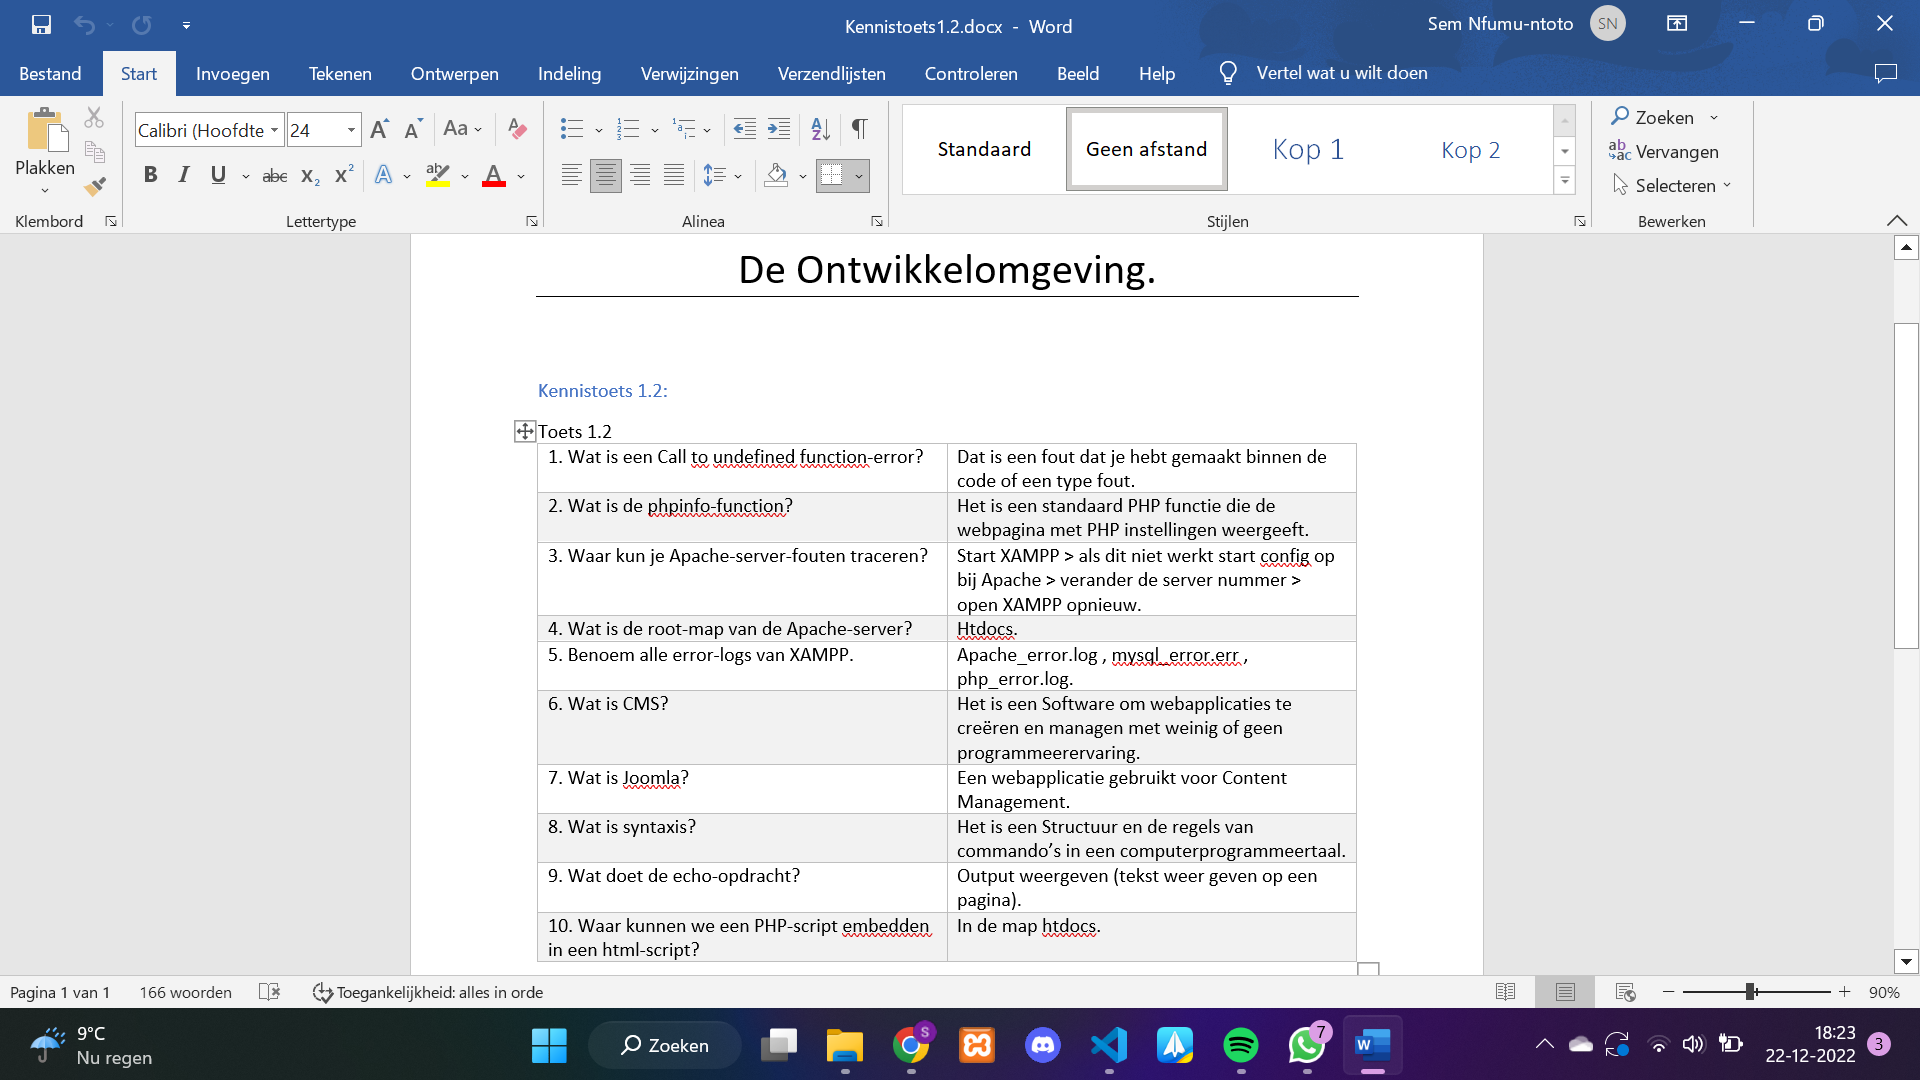 Kennistoets1.2.docx - Word
Sem Nfumu-ntoto SN
Bestand Start Invoegen Tekenen Ontwerpen Indeling Verwijzingen Verzendlijsten Controleren Beeld Help Vertel wat u wilt doen
Plakken
Klembord
Calibri (Hoofdte 24
Lettertype
Alinea
Standaard Geen afstand Kop 1 Kop 2
Stijlen
Zoeken
Vervangen
Selecteren
Bewerken
De Ontwikkelomgeving.
Kennistoets 1.2:
Toets 1.2
1. Wat is een Call to undefined function-error?
Dat is een fout dat je hebt gemaakt binnen de
code of een type fout.
2. Wat is de phpinfo-function?
Het is een standaard PHP functie die de
webpagina met PHP instellingen weergeeft.
3. Waar kun je Apache-server-fouten traceren?
Start XAMPP > als dit niet werkt start config op
bij Apache > verander de server nummer >
open XAMPP opnieuw.
4. Wat is de root-map van de Apache-server?
Htdocs.
5. Benoem alle error-logs van XAMPP.
Apache_error.log , mysql_error.err ,
php_error.log.
6. Wat is CMS?
Het is een Software om webapplicaties te
creëren en managen met weinig of geen
programmeerervaring.
7. Wat is Joomla?
Een webapplicatie gebruikt voor Content
Management.
8. Wat is syntaxis?
Het is een Structuur en de regels van
commando’s in een computerprogrammeertaal.
9. Wat doet de echo-opdracht?
Output weergeven (tekst weer geven op een
pagina).
10. Waar kunnen we een PHP-script embedden
in een html-script?
In de map htdocs.
Pagina 1 van 1 166 woorden Toegankelijkheid: alles in orde 90%
9°C
Nu regen
Zoeken
S
7
18:23
22-12-2022
3